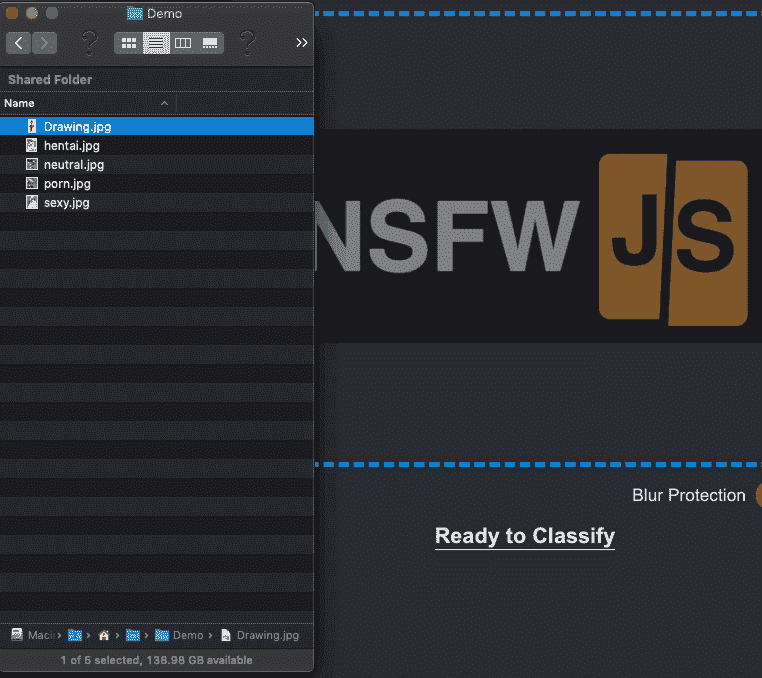 Demo
Shared Folder
Name
Drawing.jpg
hentai.jpg
neutral.jpg
porn.jpg
sexy.jpg
Demo
Drawing.jpg
1 of 5 selected, 138.98 GB available
NSFW JS
Blur Protection
Ready to Classify